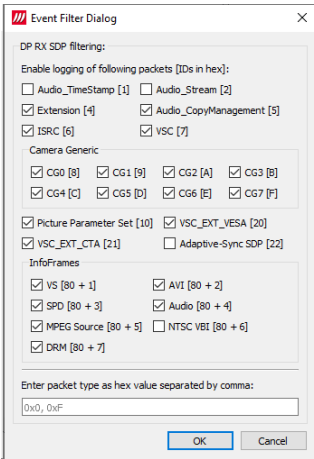 Event Filter Dialog
DP RX SDP filtering:
Enable logging of following packets [IDs in hex]:
Audio_TimeStamp [1] Audio_Stream [2]
Extension [4] Audio_CopyManagement [5]
ISRC [6] VSC [7]
Camera Generic
CG0 [8] CG1 [9] CG2 [A] CG3 [B]
CG4 [C] CG5 [D] CG6 [E] CG7 [F]
Picture Parameter Set [10] VSC_EXT_VESA [20]
VSC_EXT_CTA [21] Adaptive-Sync SDP [22]
InfoFrames
VS [80 + 1] AVI [80 + 2]
SPD [80 + 3] Audio [80 + 4]
MPEG Source [80 + 5] NTSC VBI [80 + 6]
DRM [80 + 7]
Enter packet type as hex value separated by comma:
0x0, 0xF
OK Cancel